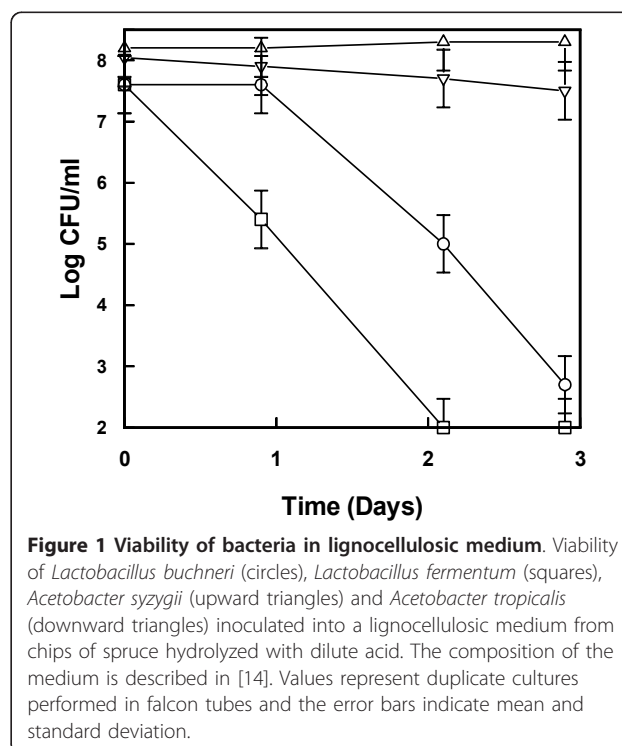 8
7
6
5
4
3
2
Log CFU/ml
0 1 2 3
Time (Days)
Figure 1 Viability of bacteria in lignocellulosic medium. Viability
of Lactobacillus buchneri (circles), Lactobacillus fermentum (squares),
Acetobacter syzygii (upward triangles) and Acetobacter tropicalis
(downward triangles) inoculated into a lignocellulosic medium from
chips of spruce hydrolyzed with dilute acid. The composition of the
medium is described in [14]. Values represent duplicate cultures
performed in falcon tubes and the error bars indicate mean and
standard deviation.